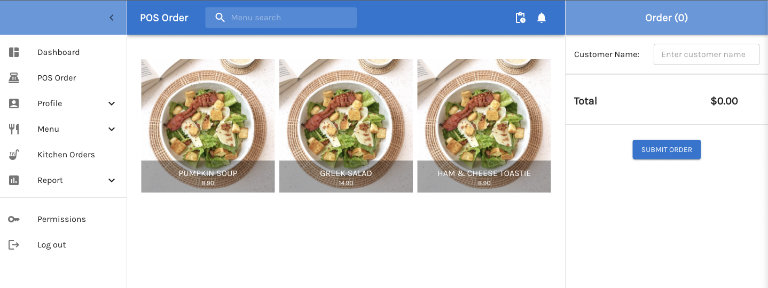 Dashboard
POS Order
Profile
Menu
Kitchen Orders
Report
Permissions
Log out
POS Order
Menu search
PUMPKIN SOUP
8.90
GREEK SALAD
14.90
HAM & CHEESE TOASTIE
8.90
Order (0)
Customer Name:
Enter customer name
Total $0.00
SUBMIT ORDER